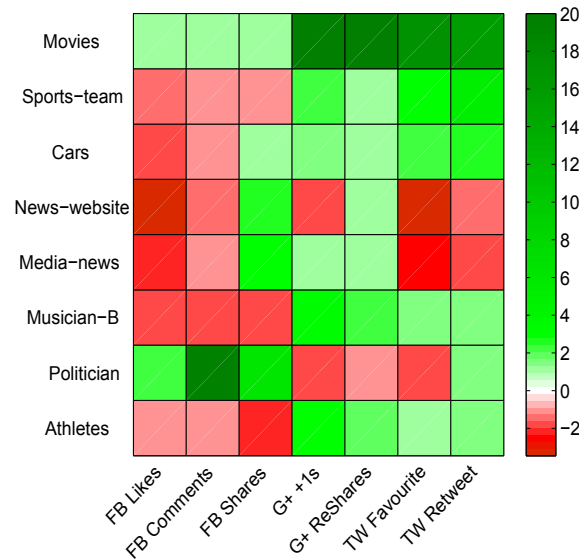 Movies
Sports-team
Cars
News-website
Media-news
Musician-B
Politician
Athletes
FB Likes
FB Comments
FB Shares
G+ +1s
G+ ReShares
TW Favourite
TW Retweet
20
18
16
14
12
10
8
6
4
2
0
−2